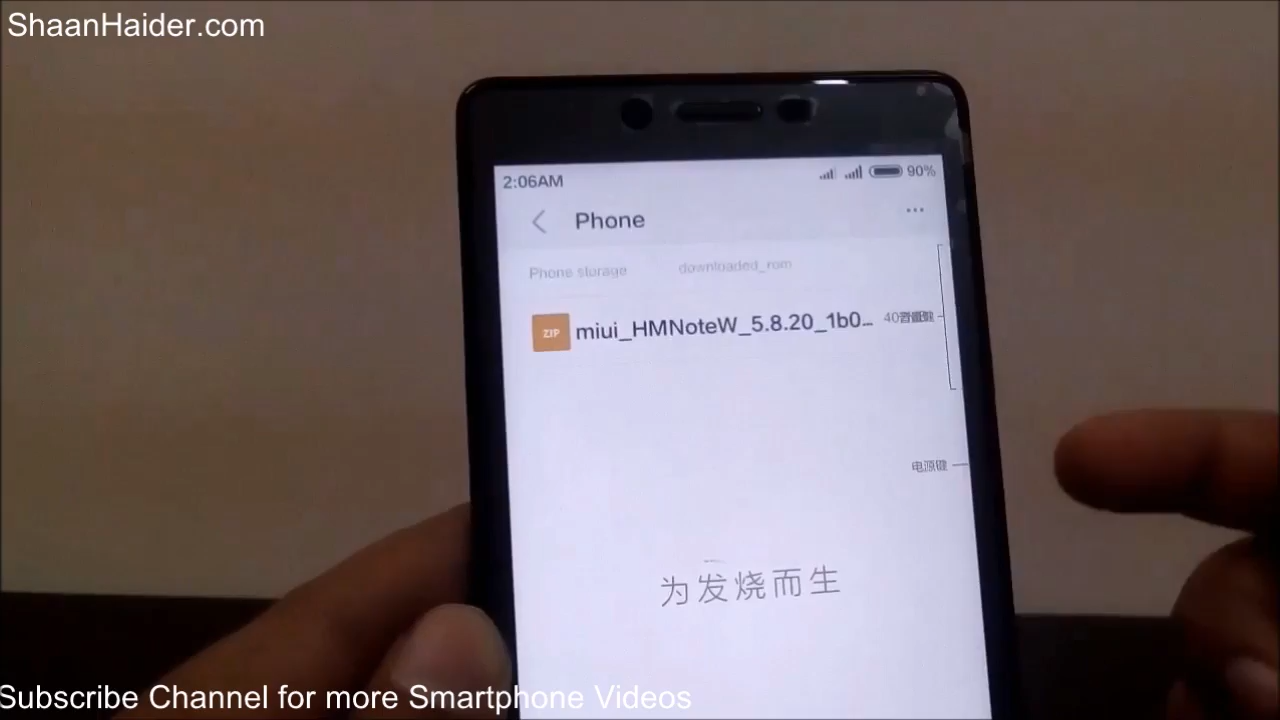 ShaanHaider.com
2:06AM
90%
Phone
Phone storage downloaded_rom
ZIP miui_HMNoteW_5.8.20_1b0...
电源键
为发烧而生
Subscribe Channel for more Smartphone Videos